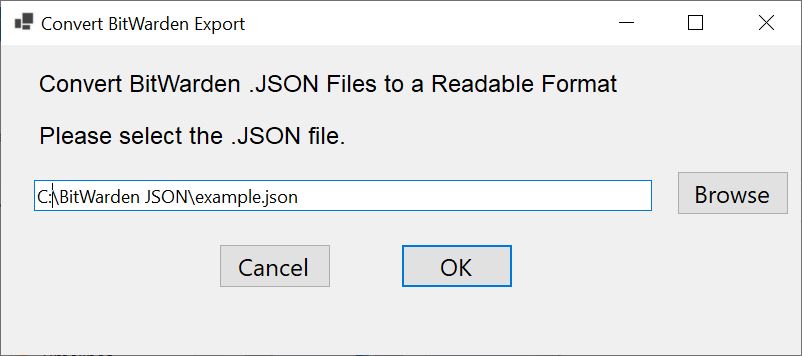 Convert BitWarden Export
Convert BitWarden .JSON Files to a Readable Format
Please select the .JSON file.
C:\BitWarden JSON\example.json
Browse
Cancel
OK